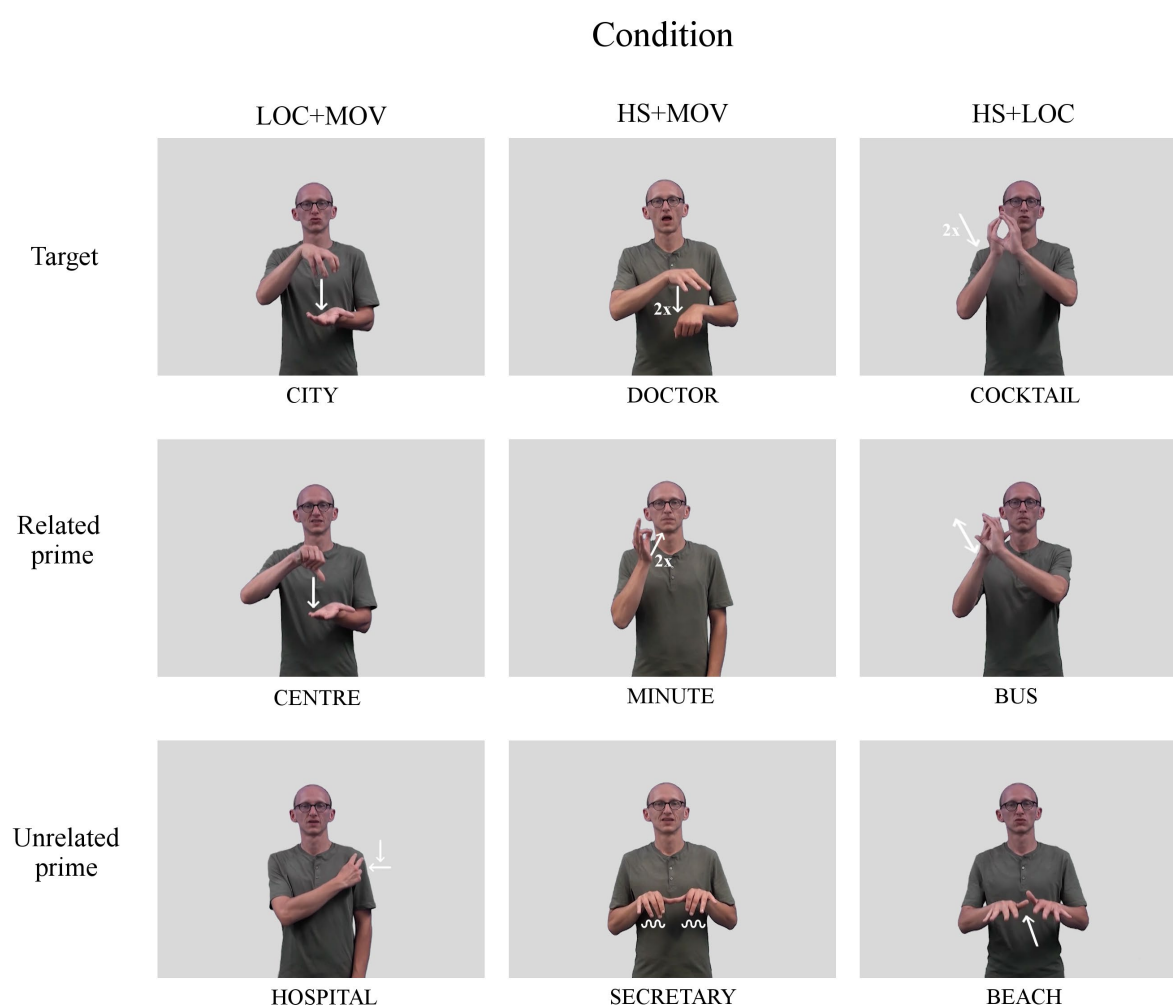 Condition
LOC+MOV
HS+MOV
HS+LOC
Target
2x
2x
CITY
DOCTOR
COCKTAIL
Related
prime
2x
CENTRE
MINUTE
BUS
Unrelated
prime
HOSPITAL
SECRETARY
BEACH